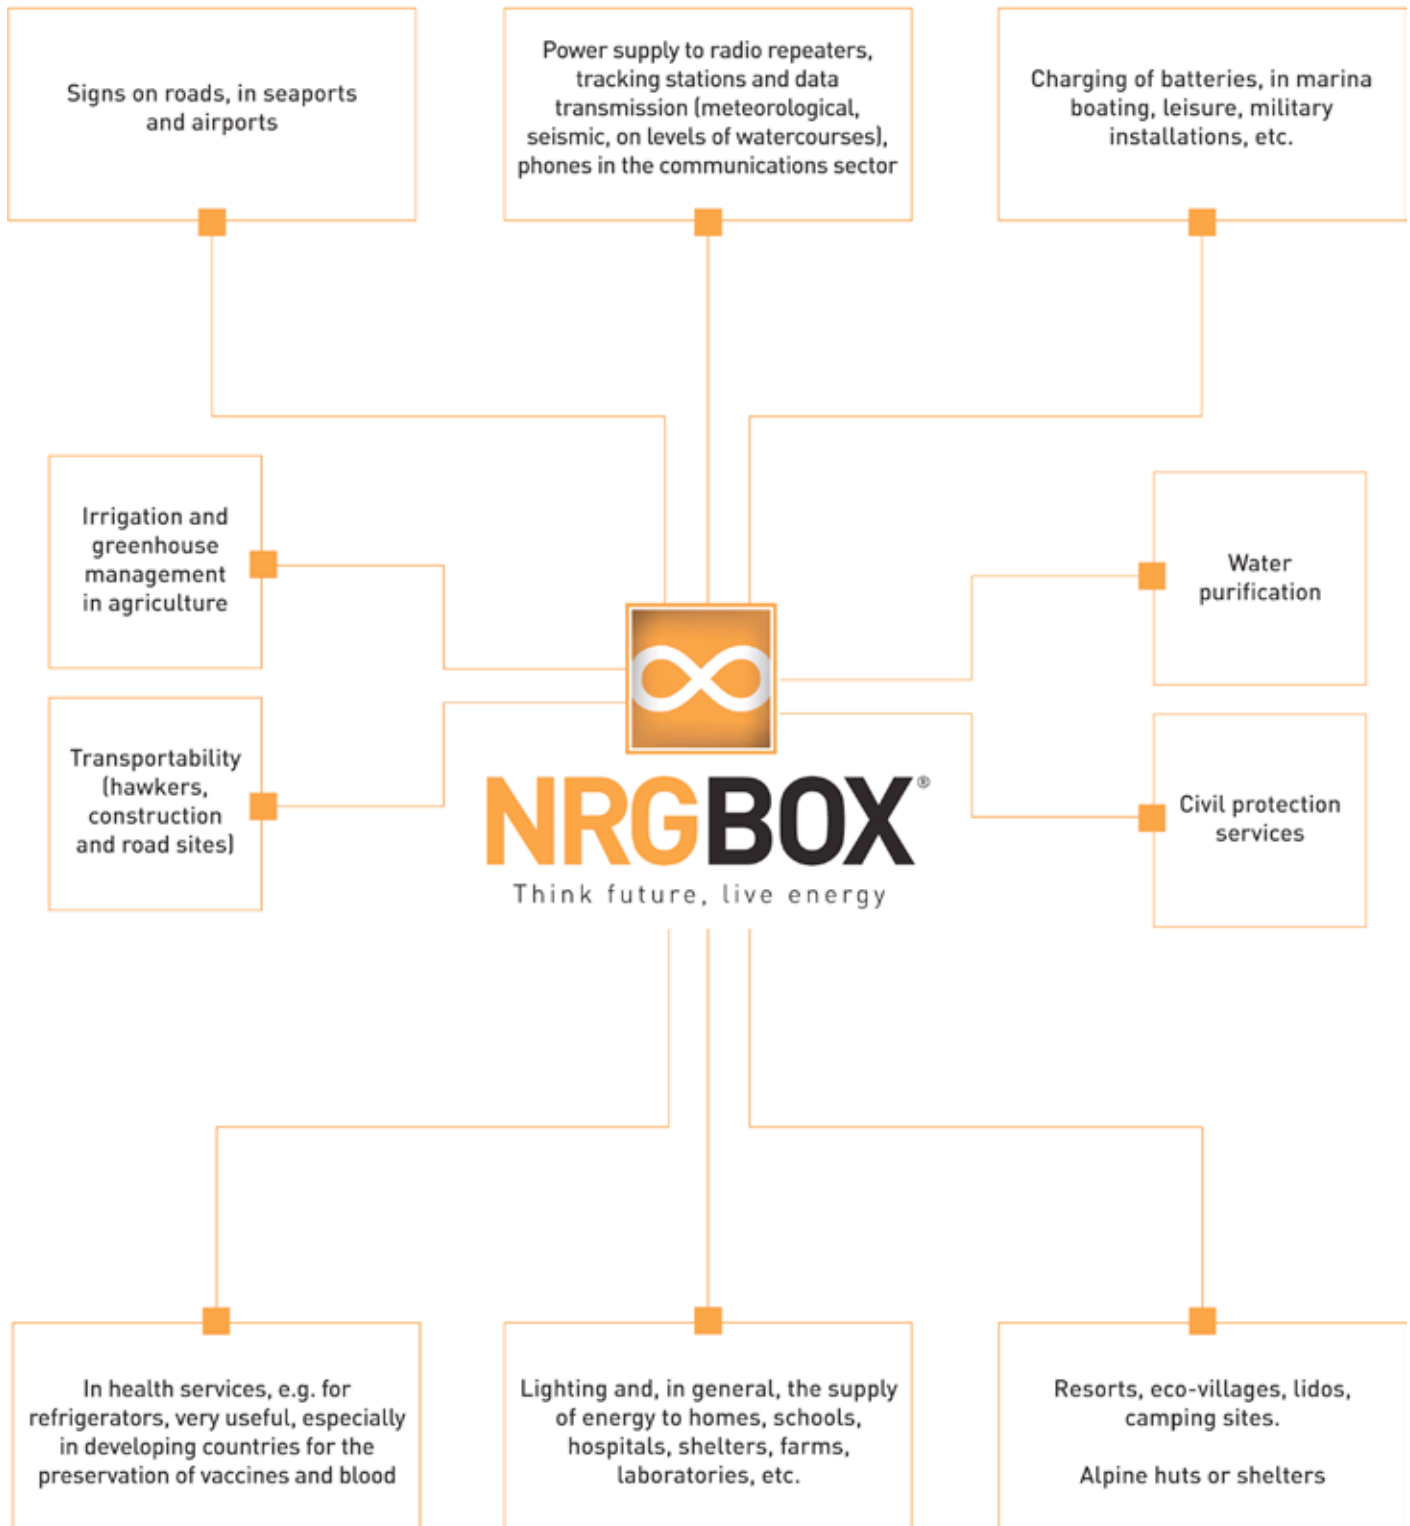 Signs on roads, in seaports
and airports
Power supply to radio repeaters,
tracking stations and data
transmission (meteorological,
seismic, on levels of watercourses),
phones in the communications sector
Charging of batteries, in marina
boating, leisure, military
installations, etc.
Irrigation and
greenhouse
management
in agriculture
Water
purification
Transportability
(hawkers,
construction
and road sites)
NRGBOX®
Think future, live energy
Civil protection
services
In health services, e.g. for
refrigerators, very useful, especially
in developing countries for the
preservation of vaccines and blood
Lighting and, in general, the supply
of energy to homes, schools,
hospitals, shelters, farms,
laboratories, etc.
Resorts, eco-villages, lidos,
camping sites.
Alpine huts or shelters